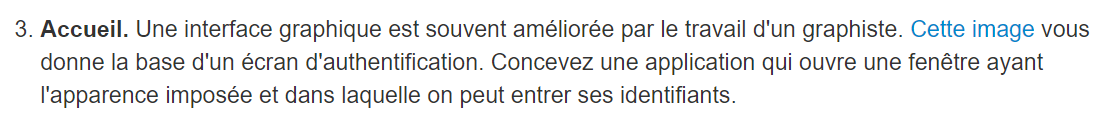 3. Accueil. Une interface graphique est souvent améliorée par le travail d'un graphiste. Cette image vous
donne la base d'un écran d'authentification. Concevez une application qui ouvre une fenêtre ayant
l'apparence imposée et dans laquelle on peut entrer ses identifiants.